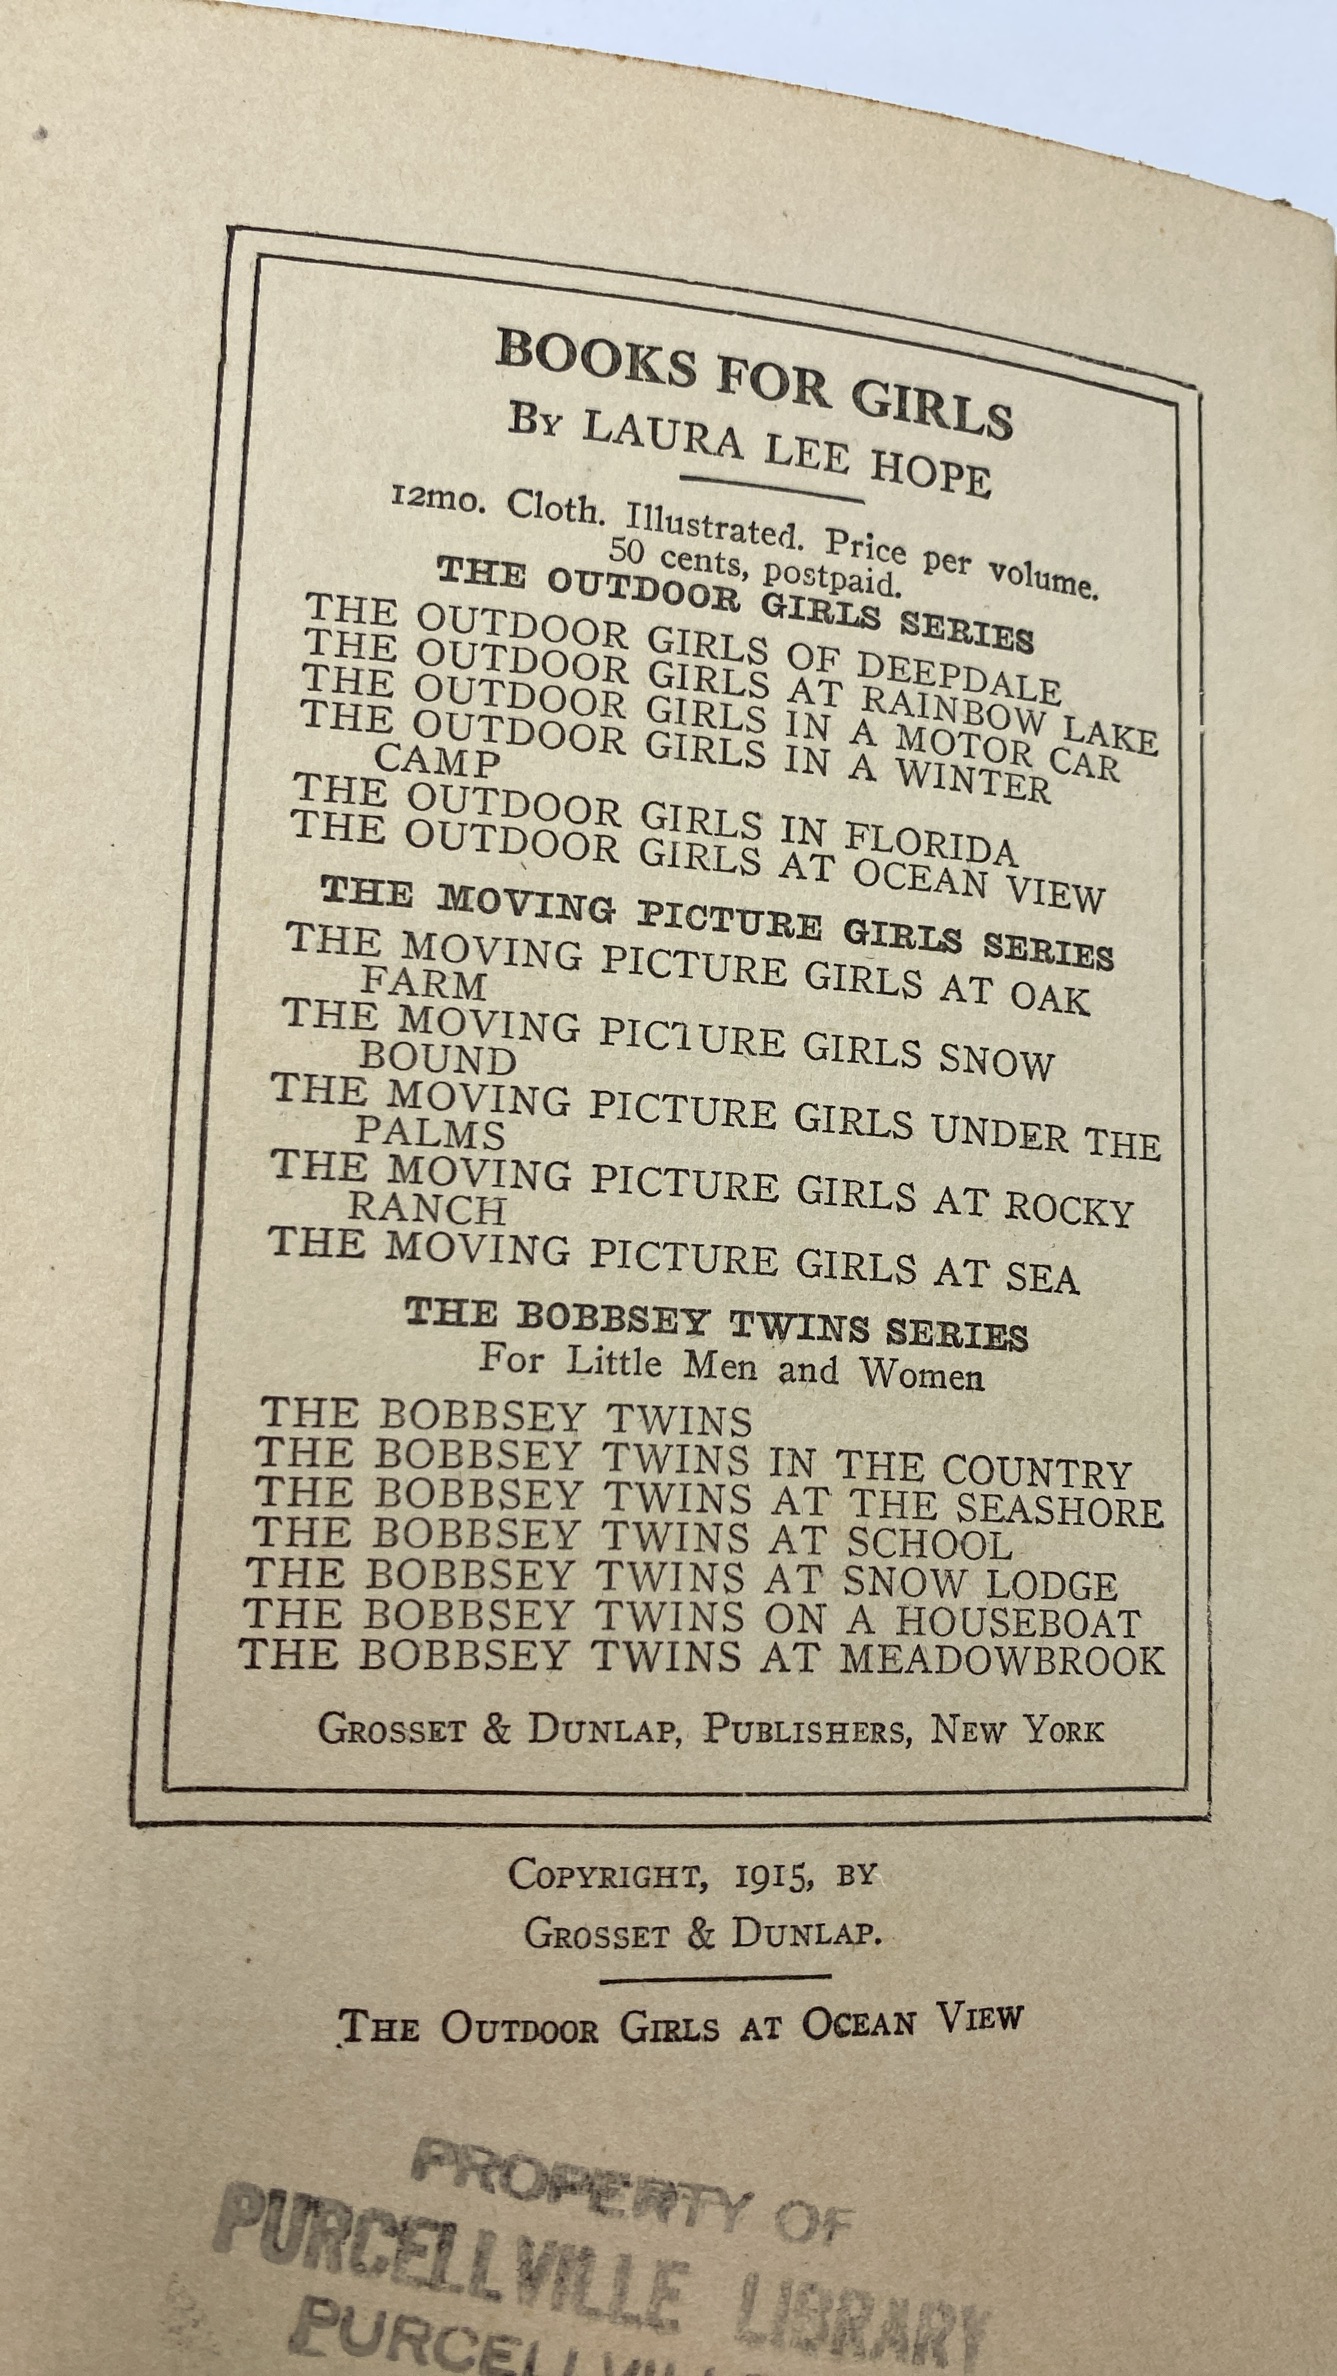 BOOKS FOR GIRLS
By LAURA LEE HOPE
12mo. Cloth. Illustrated. Price per volume.
50 cents, postpaid.
THE OUTDOOR GIRLS SERIES
THE OUTDOOR GIRLS OF DEEPDALE
THE OUTDOOR GIRLS AT RAINBOW LAKE
THE OUTDOOR GIRLS IN A MOTOR CAR
THE OUTDOOR GIRLS IN A WINTER
CAMP
THE OUTDOOR GIRLS IN FLORIDA
THE OUTDOOR GIRLS AT OCEAN VIEW
THE MOVING PICTURE GIRLS SERIES
THE MOVING PICTURE GIRLS AT OAK
FARM
THE MOVING PICTURE GIRLS SNOW
BOUND
THE MOVING PICTURE GIRLS UNDER THE
PALMS
THE MOVING PICTURE GIRLS AT ROCKY
RANCH
THE MOVING PICTURE GIRLS AT SEA
THE BOBBSEY TWINS SERIES
For Little Men and Women
THE BOBBSEY TWINS
THE BOBBSEY TWINS IN THE COUNTRY
THE BOBBSEY TWINS AT THE SEASHORE
THE BOBBSEY TWINS AT SCHOOL
THE BOBBSEY TWINS AT SNOW LODGE
THE BOBBSEY TWINS ON A HOUSEBOAT
THE BOBBSEY TWINS AT MEADOWBROOK
GROSSET & DUNLAP, PUBLISHERS, NEW YORK
COPYRIGHT, 1915, BY
GROSSET & DUNLAP.
THE OUTDOOR GIRLS AT OCEAN VIEW
PROPERTY OF
PURCELLVILLE LIBRARY